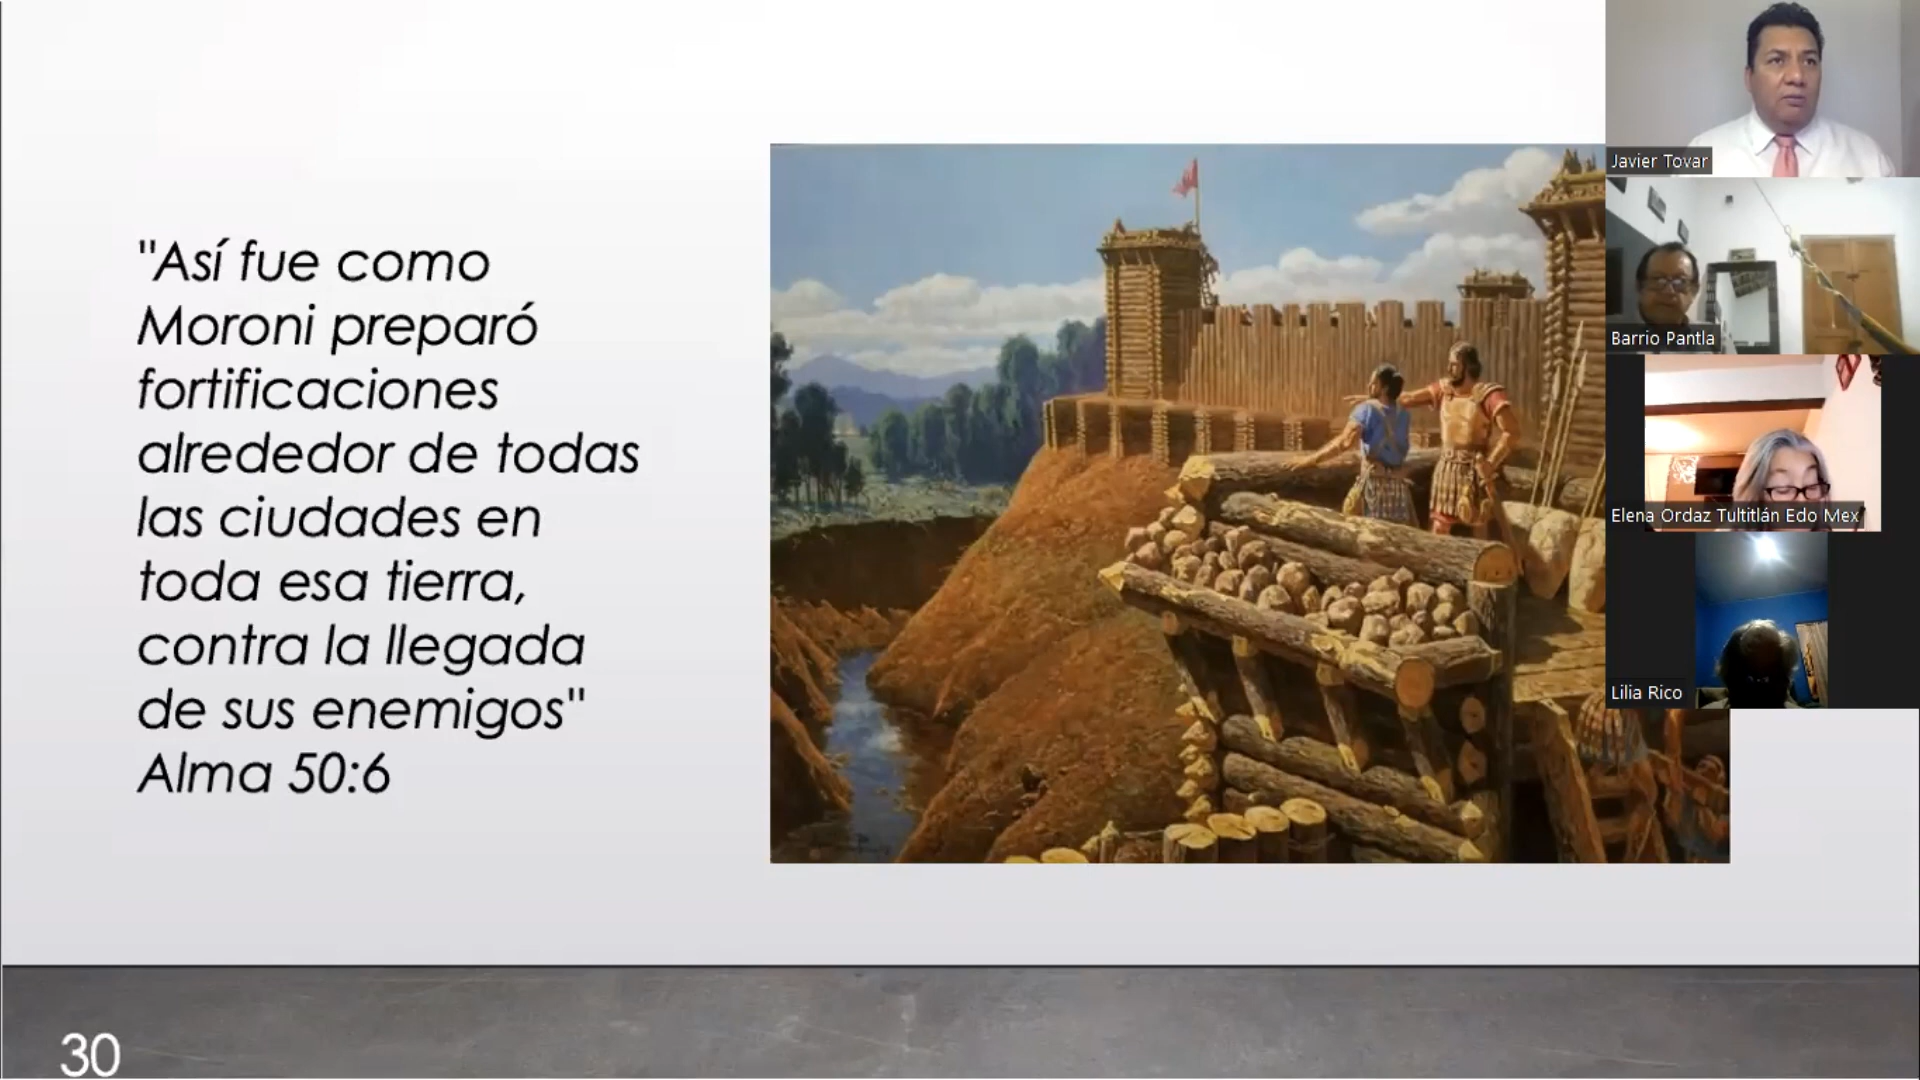 "Así fue como
Moroni preparó
fortificaciones
alrededor de todas
las ciudades en
toda esa tierra,
contra la llegada
de sus enemigos"
Alma 50:6
30
Javier Tovar
Barrio Pantla
Elena Ordaz Tultitlán Edo Mex
Lilia Rico